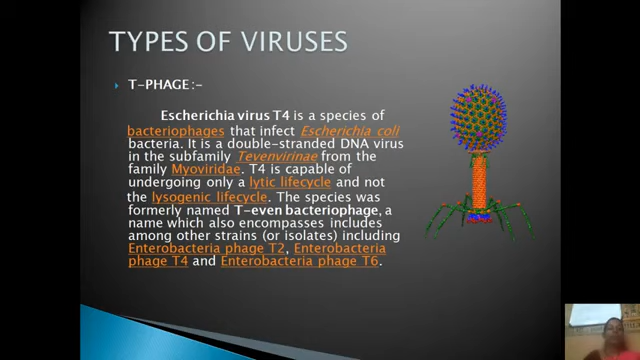 TYPES OF VIRUSES
T-PHAGE :-
Escherichia virus T4 is a species of
bacteriophages that infect Escherichia coli
bacteria. It is a double-stranded DNA virus
in the subfamily Tevenvirinae from the
family Myoviridae. T4 is capable of
undergoing only a lytic lifecycle and not
the lysogenic lifecycle. The species was
formerly named T-even bacteriophage, a
name which also encompasses includes
among other strains (or isolates) including
Enterobacteria phage T2, Enterobacteria
phage T4 and Enterobacteria phage T6.